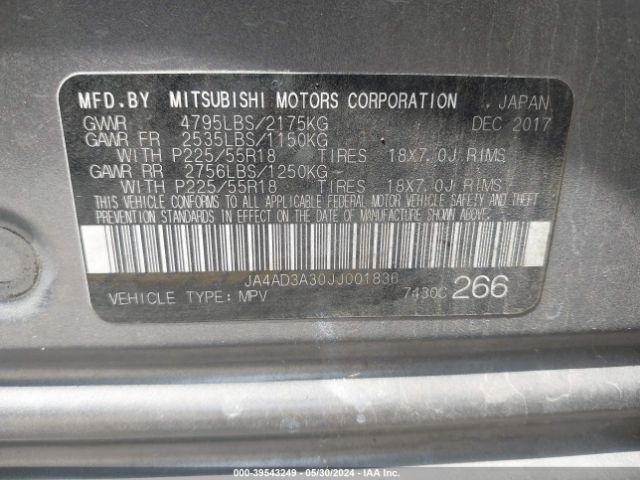 MFD.BY MITSUBISHI MOTORS CORPORATION , JAPAN
GVWR 4795LBS/2175KG DEC 2017
GAWR FR 2535LBS/1150KG
WITH P225/55R18 TIRES 18X7.0J RIMS
GAWR RR 2756LBS/1250KG
WITH P225/55R18 TIRES 18X7.0J RIMS
THIS VEHICLE CONFORMS TO ALL APPLICABLE FEDERAL MOTOR VEHICLE SAFETY AND THEFT
PREVENTION STANDARDS IN EFFECT ON THE DATE OF MANUFACTURE SHOWN ABOVE.
JA4AD3A30JJ001836
VEHICLE TYPE: MPV 7430C 266
000-39543249 - 05/30/2024 - IAA Inc.